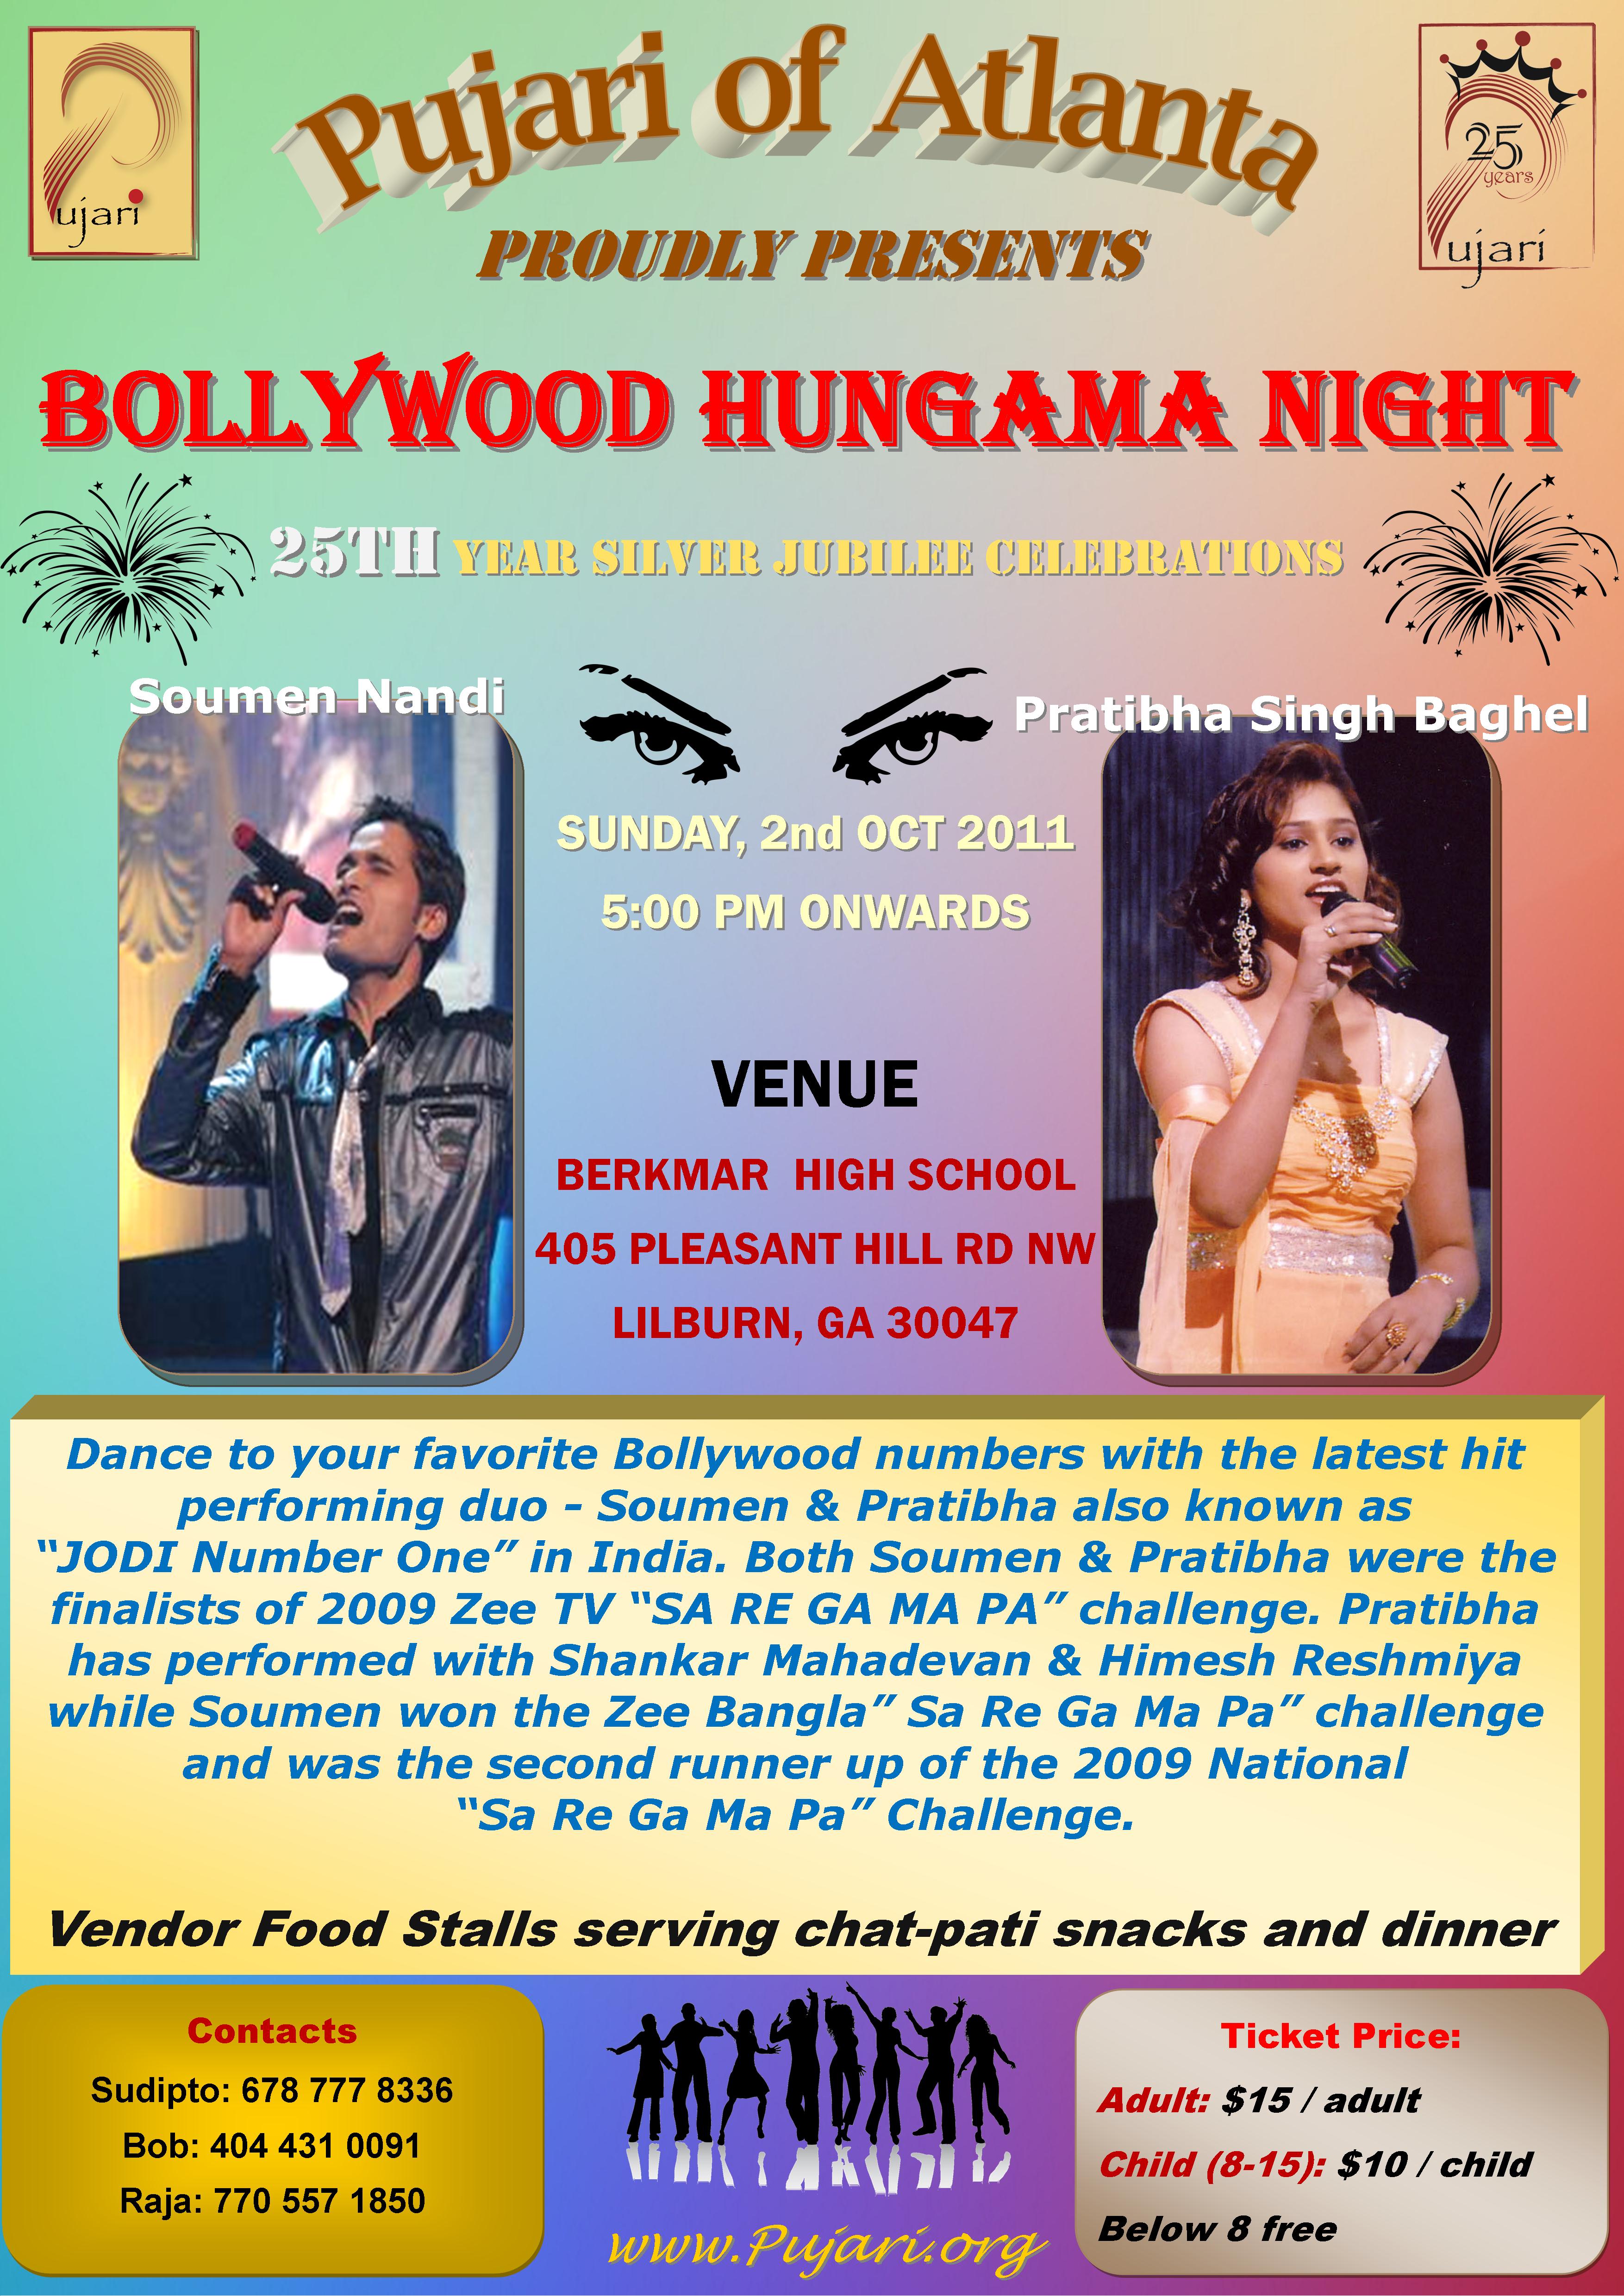 Pujari
Pujari of Atlanta
25
years
Pujari
PROUDLY PRESENTS
BOLLYWOOD HUNGAMA NIGHT
25TH YEAR SILVER JUBILEE CELEBRATIONS
Soumen Nandi
Pratibha Singh Baghel
SUNDAY, 2nd OCT 2011
5:00 PM ONWARDS
VENUE
BERKMAR HIGH SCHOOL
405 PLEASANT HILL RD NW
LILBURN, GA 30047
Dance to your favorite Bollywood numbers with the latest hit
performing duo – Soumen & Pratibha also known as
“JODI Number One” in India. Both Soumen & Pratibha were the
finalists of 2009 Zee TV “SA RE GA MA PA” challenge. Pratibha
has performed with Shankar Mahadevan & Himesh Reshmiya
while Soumen won the Zee Bangla” Sa Re Ga Ma Pa” challenge
and was the second runner up of the 2009 National
“Sa Re Ga Ma Pa” Challenge.
Vendor Food Stalls serving chat-pati snacks and dinner
Contacts
Sudipto: 678 777 8336
Bob: 404 431 0091
Raja: 770 557 1850
www.Pujari.org
Ticket Price:
Adult: $15 / adult
Child (8-15): $10 / child
Below 8 free